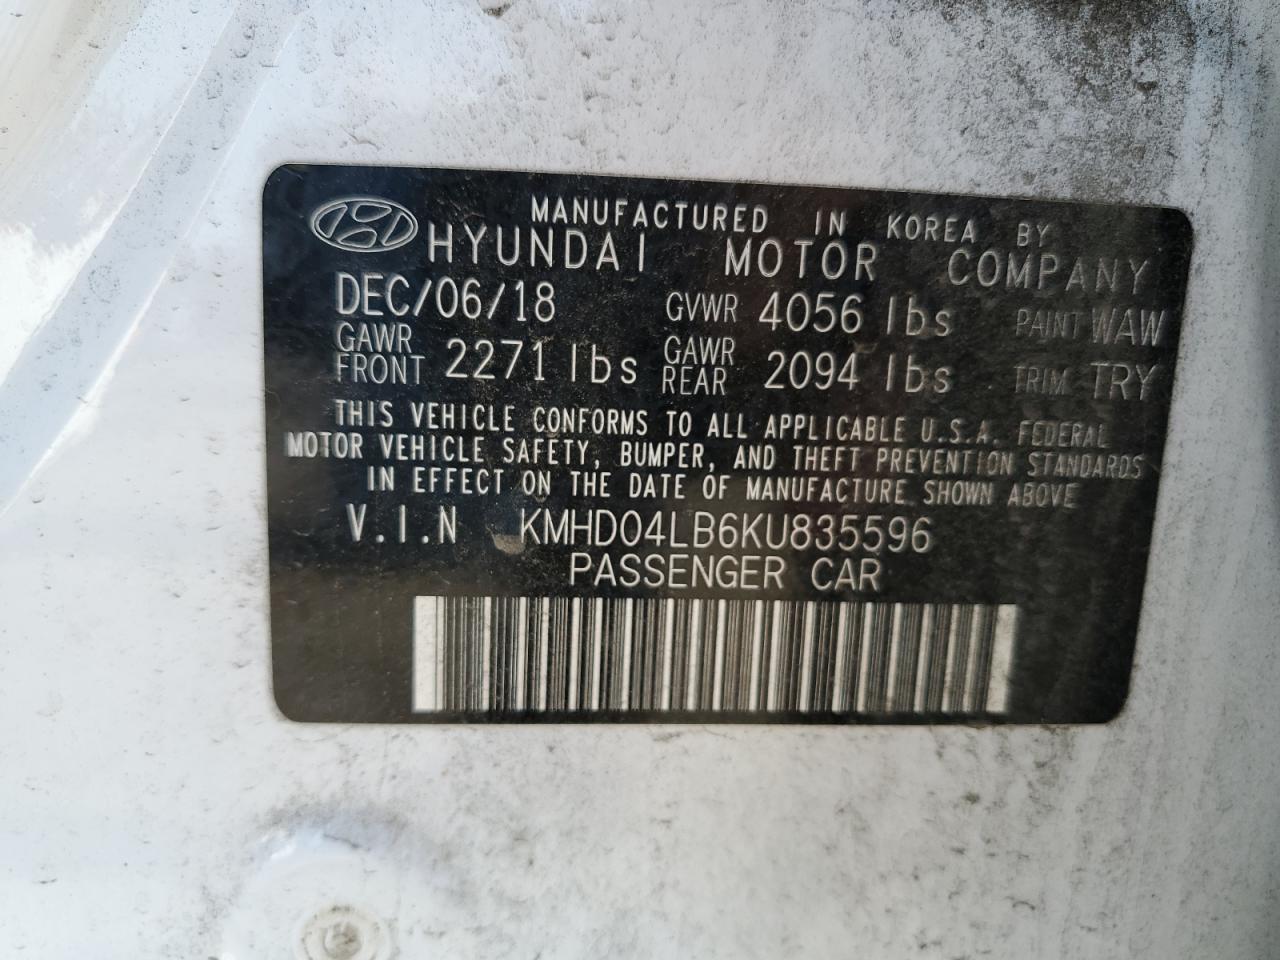 MANUFACTURED IN KOREA BY
HYUNDAI MOTOR COMPANY
DEC/06/18 GVWR 4056 lbs PAINT WAW
GAWR FRONT 2271 lbs GAWR REAR 2094 lbs TRIM TRY
THIS VEHICLE CONFORMS TO ALL APPLICABLE U.S.A. FEDERAL
MOTOR VEHICLE SAFETY, BUMPER, AND THEFT PREVENTION STANDARDS
IN EFFECT ON THE DATE OF MANUFACTURE SHOWN ABOVE
V.I.N KMHD04LB6KU835596
PASSENGER CAR